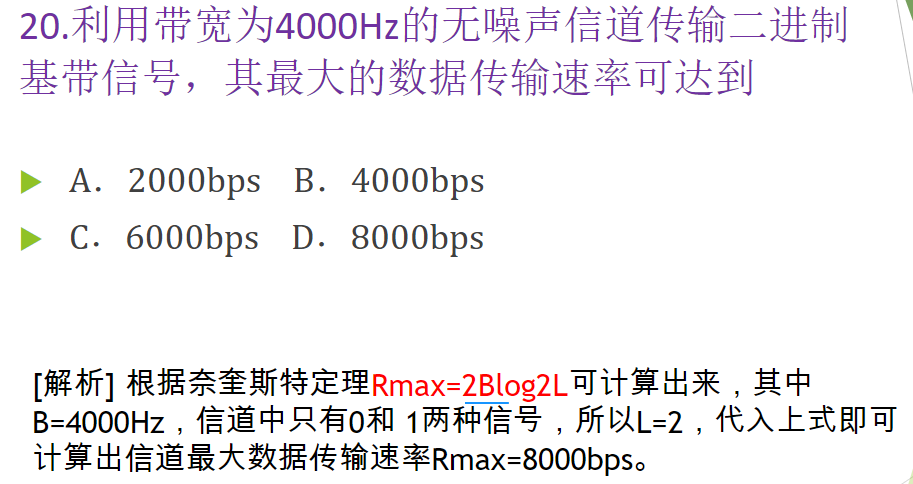 20.利用带宽为4000Hz的无噪声信道传输二进制
基带信号，其最大的数据传输速率可达到
A. 2000bps B. 4000bps
C. 6000bps D. 8000bps
[解析] 根据奈奎斯特定理Rmax=2Blog2L可计算出来，其中
B=4000Hz，信道中只有0和 1两种信号，所以L=2，代入上式即可
计算出信道最大数据传输速率Rmax=8000bps。